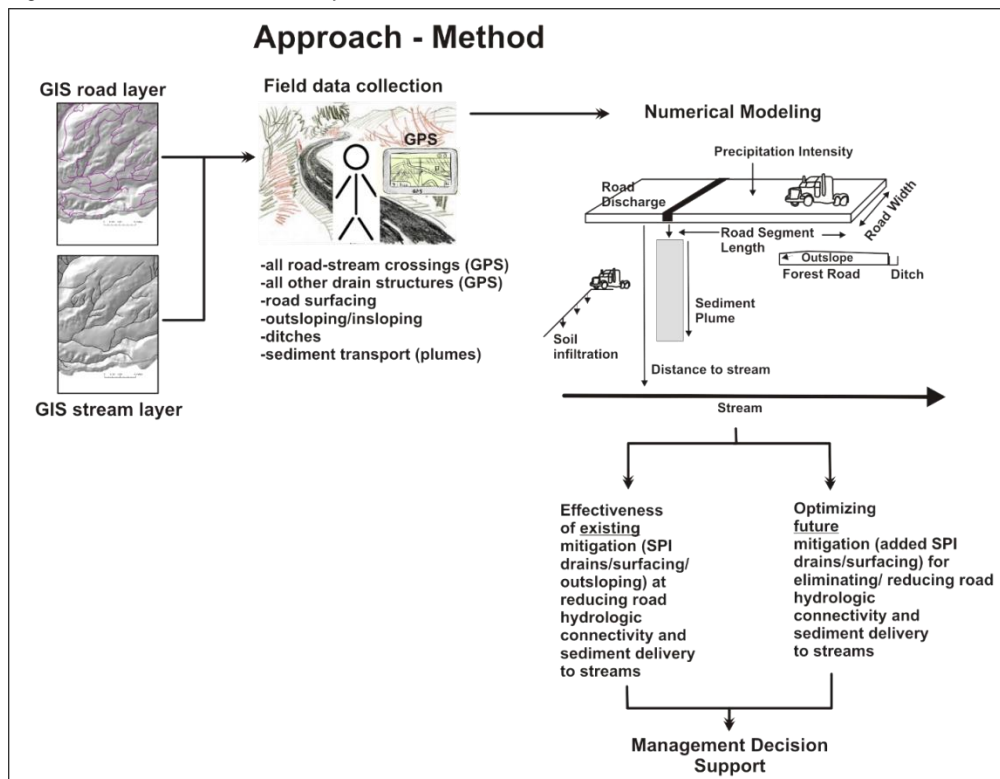 Approach - Method
GIS road layer
GIS stream layer
Field data collection
GPS
GPS
-all road-stream crossings (GPS)
-all other drain structures (GPS)
-road surfacing
-outsloping/insloping
-ditches
-sediment transport (plumes)
Numerical Modeling
Precipitation Intensity
Road
Discharge
Road Width
Road Segment
Length
Outslope
Forest Road
Ditch
Sediment
Plume
Soil
infiltration
Distance to stream
Stream
Effectiveness
of existing
mitigation (SPI
drains/surfacing/
outsloping) at
reducing road
hydrologic
connectivity and
sediment delivery
to streams
Optimizing
future
mitigation (added SPI
drains/surfacing) for
eliminating/ reducing road
hydrologic
connectivity and
sediment delivery
to streams
Management Decision
Support